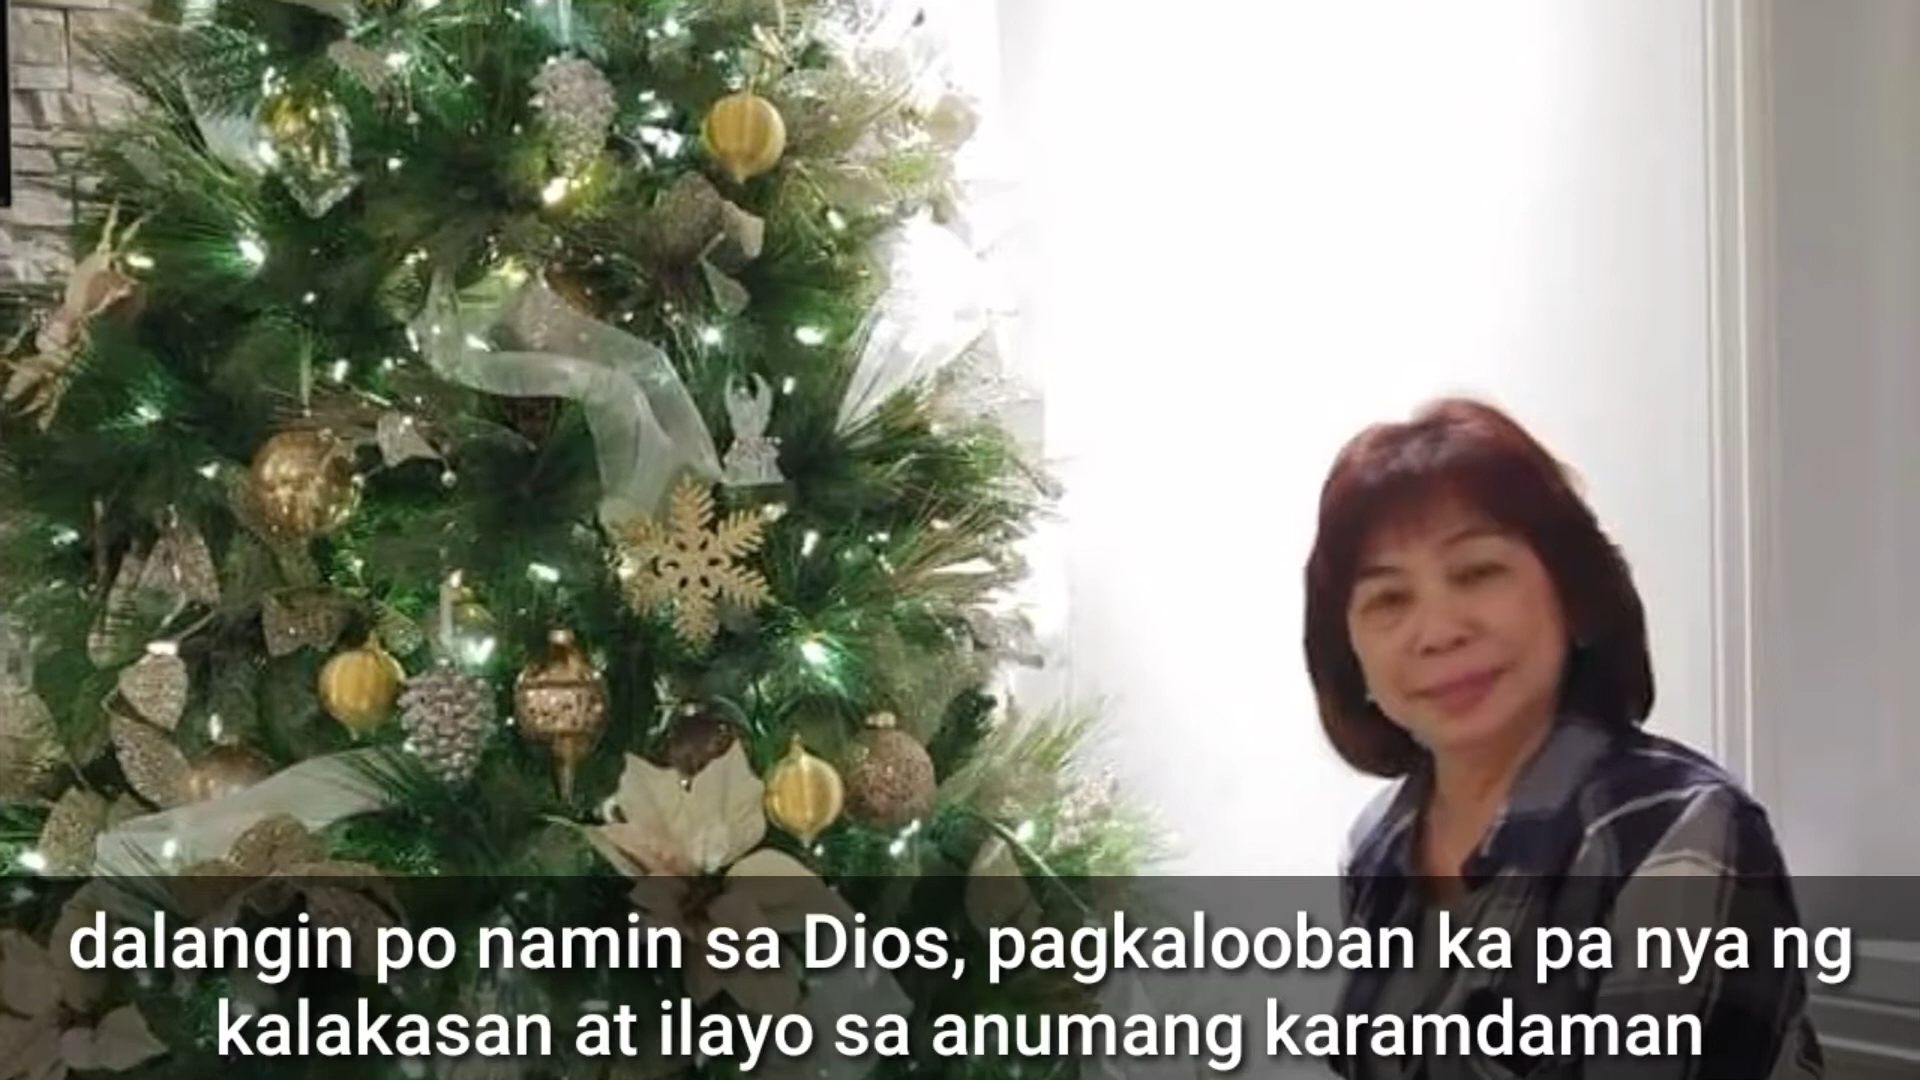 dalangin po namin sa Dios, pagkalooban ka pa nya ng
kalakasan at ilayo sa anumang karamdaman